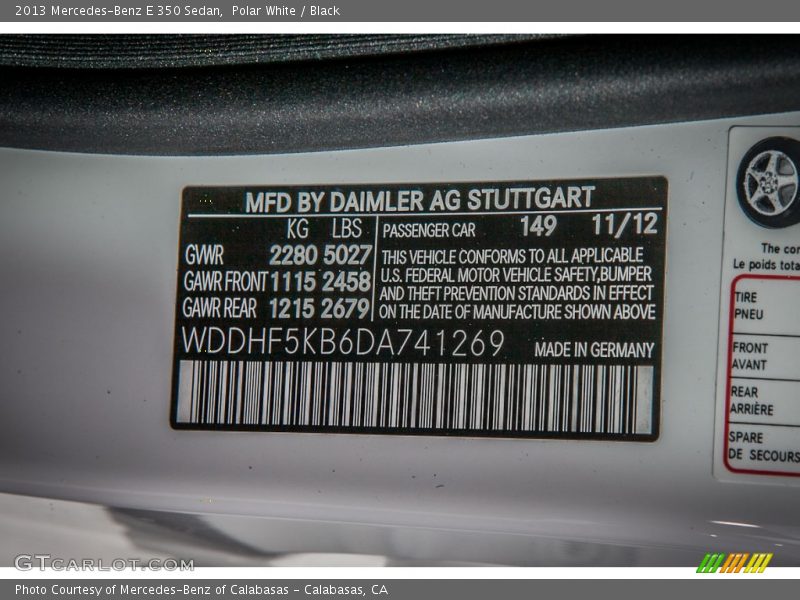 2013 Mercedes-Benz E 350 Sedan, Polar White / Black
MFD BY DAIMLER AG STUTTGART
KG LBS
GWR 2280 5027
GAWR FRONT 1115 2458
GAWR REAR 1215 2679
PASSENGER CAR 149 11/12
THIS VEHICLE CONFORMS TO ALL APPLICABLE
U.S. FEDERAL MOTOR VEHICLE SAFETY,BUMPER
AND THEFT PREVENTION STANDARDS IN EFFECT
ON THE DATE OF MANUFACTURE SHOWN ABOVE
WDDHF5KB6DA741269
MADE IN GERMANY
The
Le poids
TIRE
PNEU
FRONT
AVANT
REAR
ARRIÈRE
SPARE
DE SECOURS
GTCARLOT.COM
Photo Courtesy of Mercedes-Benz of Calabasas - Calabasas, CA